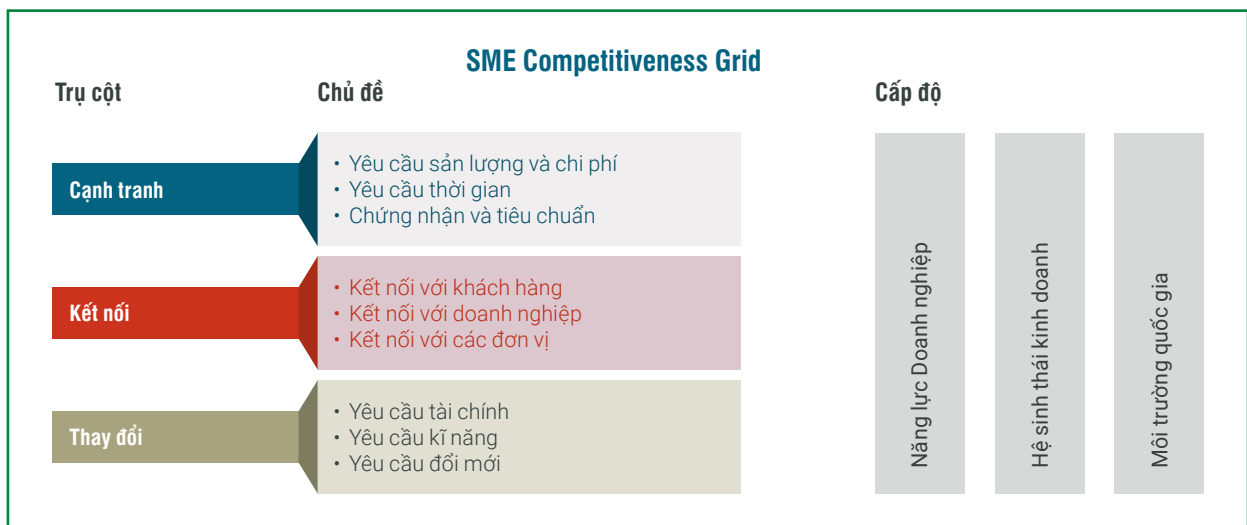 SME Competitiveness Grid
Trụ cột
Chủ đề
Cấp độ
Cạnh tranh
• Yêu cầu sản lượng và chi phí
• Yêu cầu thời gian
• Chứng nhận và tiêu chuẩn
Kết nối
• Kết nối với khách hàng
• Kết nối với doanh nghiệp
• Kết nối với các đơn vị
Thay đổi
• Yêu cầu tài chính
• Yêu cầu kĩ năng
• Yêu cầu đổi mới
Năng lực Doanh nghiệp
Hệ sinh thái kinh doanh
Môi trường quốc gia